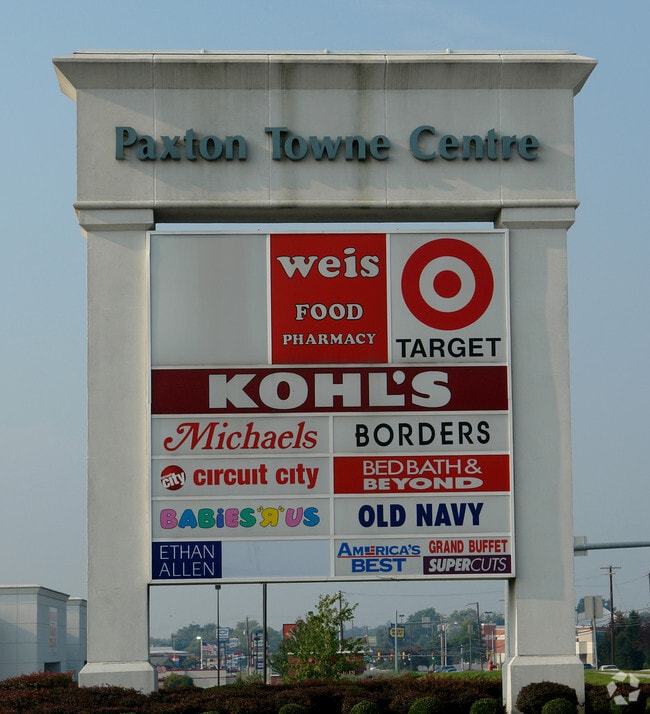 Paxton Towne Centre
weis
FOOD
PHARMACY
TARGET
KOHL'S
Michaels
BORDERS
city
circuit city
BED BATH &
BEYOND
BABiES "R" US
OLD NAVY
ETHAN
ALLEN
AMERICA'S
BEST
GRAND BUFFET
SUPERCUTS